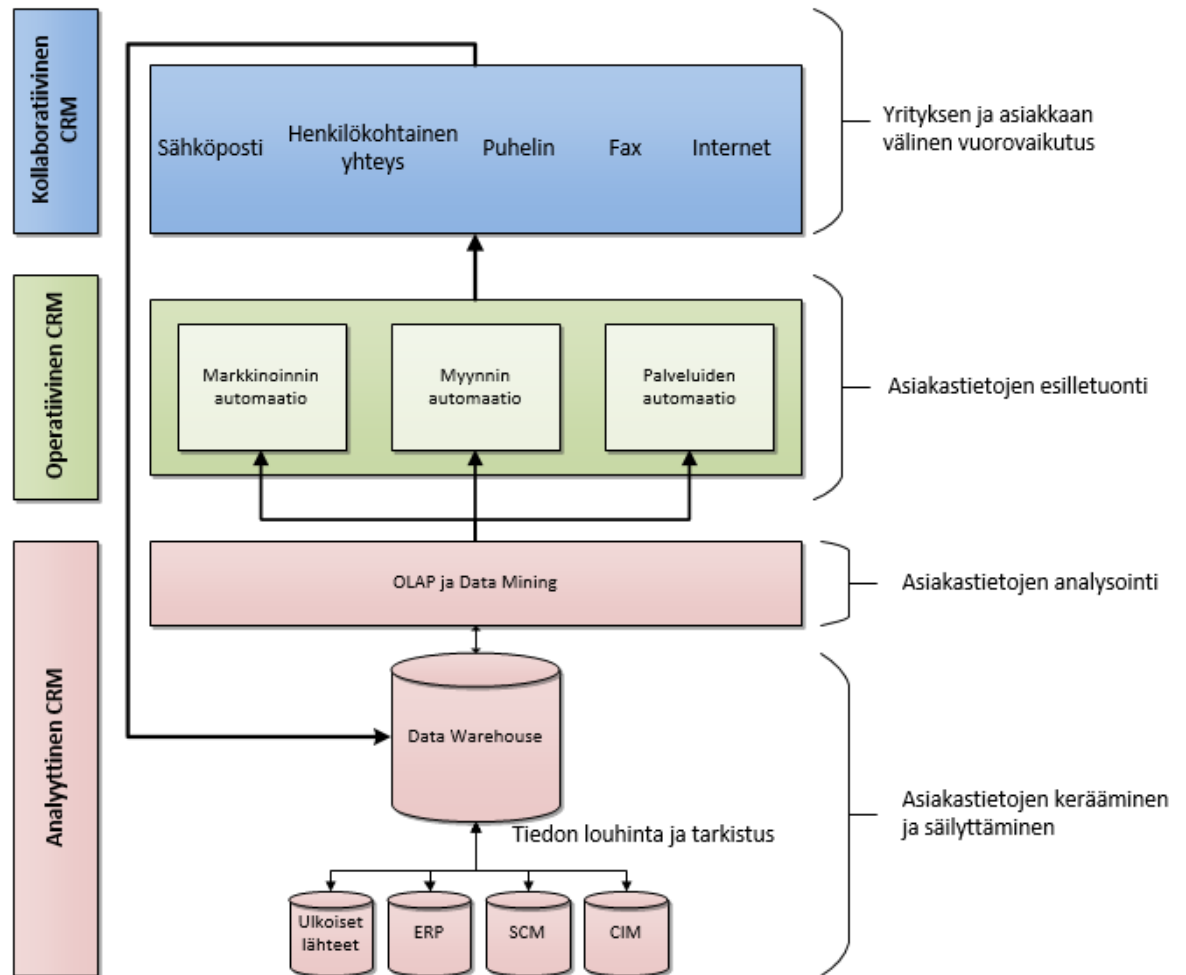 Kollaboratiivinen
CRM
Sähköposti
Henkilökohtainen
yhteys
Puhelin
Fax
Internet
Yrityksen ja asiakkaan
välinen vuorovaikutus
Operatiivinen CRM
Markkinoinnin
automaatio
Myynnin
automaatio
Palveluiden
automaatio
Asiakastietojen esilletuonti
Analyyttinen CRM
OLAP ja Data Mining
Asiakastietojen analysointi
Data Warehouse
Asiakastietojen kerääminen
ja säilyttäminen
Tiedon louhinta ja tarkistus
Ulkoiset
lähteet
ERP
SCM
CIM